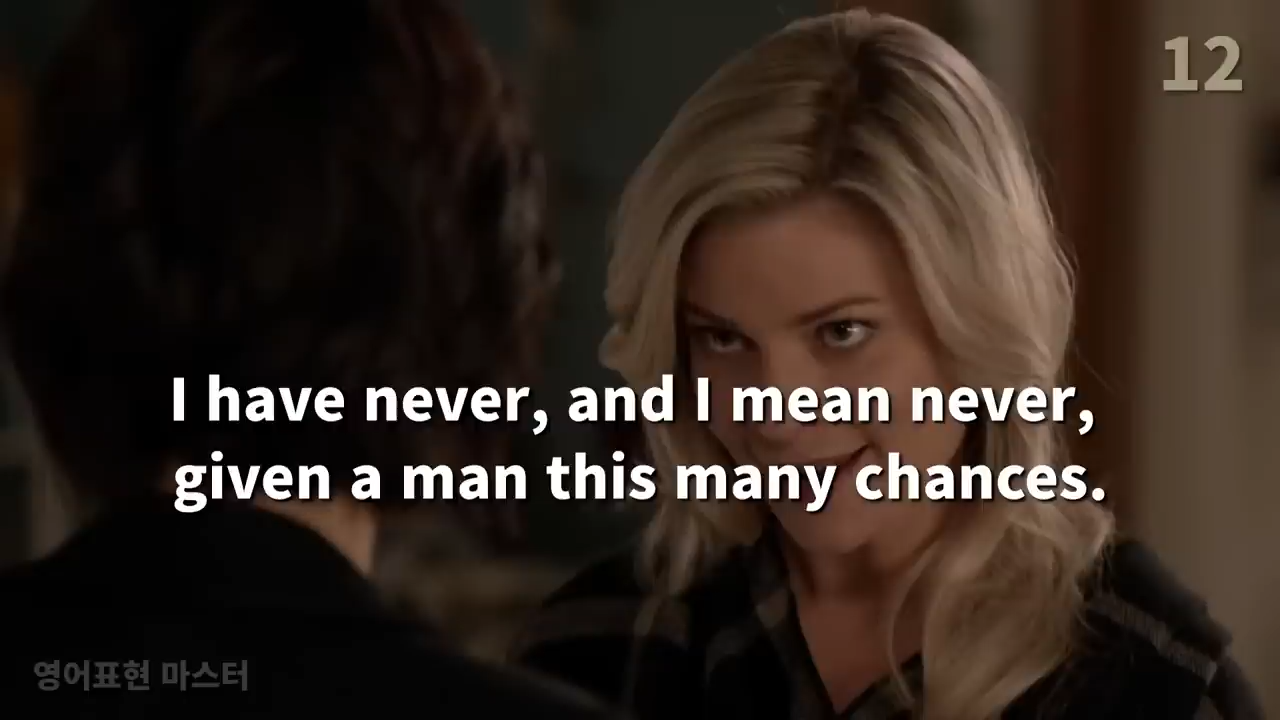 12
I have never, and I mean never,
given a man this many chances.
영어표현 마스터